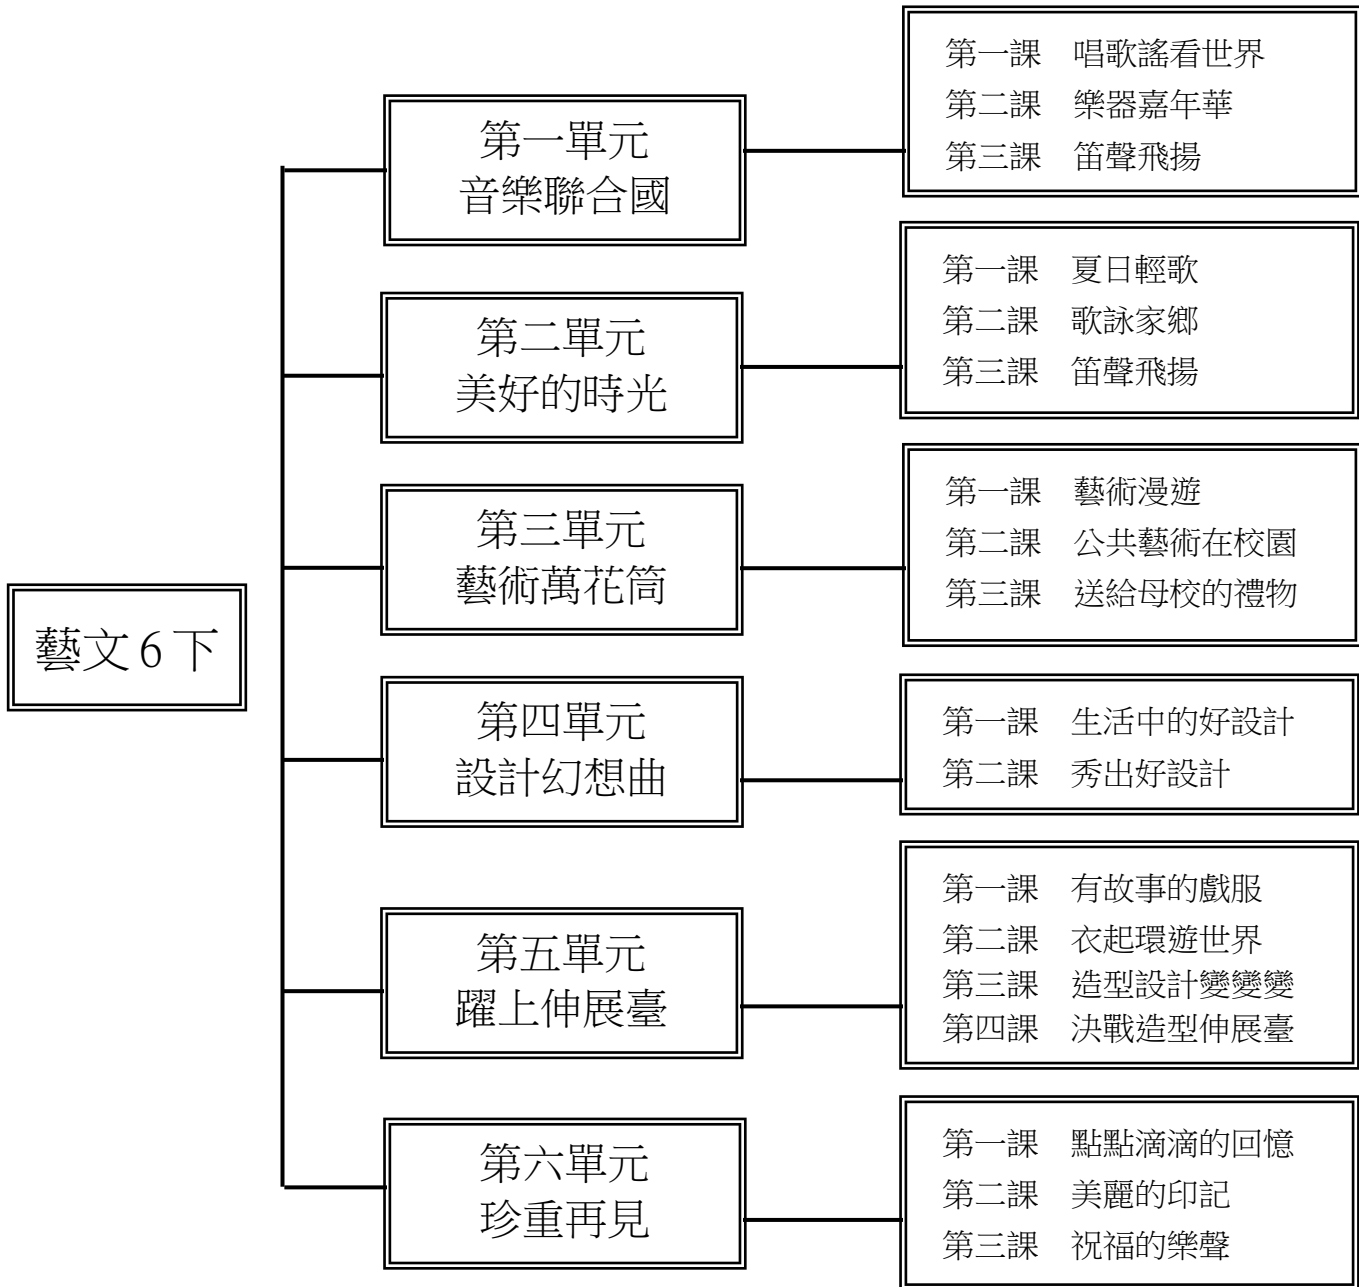 藝文6下
第一單元
音樂聯合國
第一課　唱歌謠看世界
第二課　樂器嘉年華
第三課　笛聲飛揚
第二單元
美好的時光
第一課　夏日輕歌
第二課　歌詠家鄉
第三課　笛聲飛揚
第三單元
藝術萬花筒
第一課　藝術漫遊
第二課　公共藝術在校園
第三課　送給母校的禮物
第四單元
設計幻想曲
第一課　生活中的好設計
第二課　秀出好設計
第五單元
躍上伸展臺
第一課　有故事的戲服
第二課　衣起環遊世界
第三課　造型設計變變變
第四課　決戰造型伸展臺
第六單元
珍重再見
第一課　點點滴滴的回憶
第二課　美麗的印記
第三課　祝福的樂聲